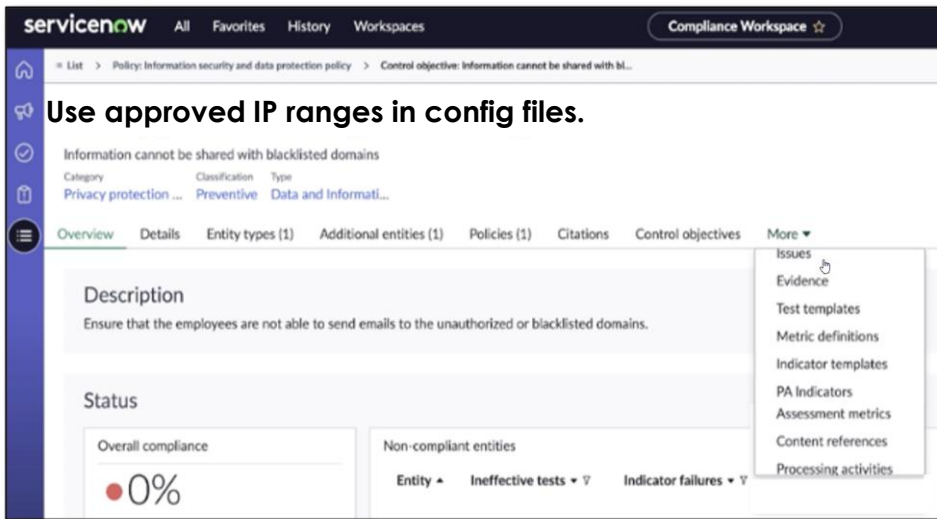 servicenow All Favorites History Workspaces Compliance Workspace ☆
≡ List > Policy: Information security and data protection policy > Control objective: Information cannot be shared with bl...
Use approved IP ranges in config files.
Information cannot be shared with blacklisted domains
Category Classification Type
Privacy protection ... Preventive Data and Informati...
Overview Details Entity types (1) Additional entities (1) Policies (1) Citations Control objectives More ▾
Issues
Evidence
Test templates
Metric definitions
Indicator templates
PA Indicators
Assessment metrics
Content references
Processing activities
Description
Ensure that the employees are not able to send emails to the unauthorized or blacklisted domains.
Status
Overall compliance
0%
Non-compliant entities
Entity ▴ Ineffective tests ▾ Indicator failures ▾